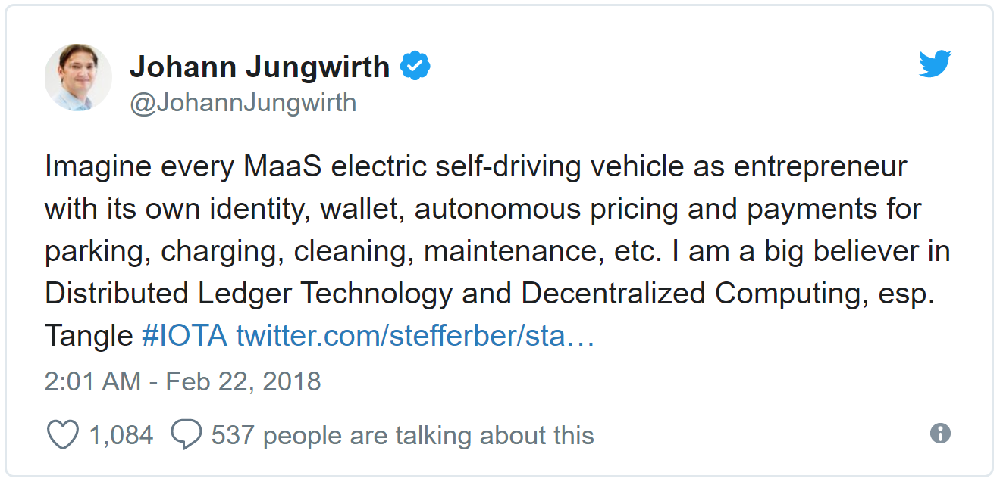 Johann Jungwirth
@JohannJungwirth
Imagine every MaaS electric self-driving vehicle as entrepreneur
with its own identity, wallet, autonomous pricing and payments for
parking, charging, cleaning, maintenance, etc. I am a big believer in
Distributed Ledger Technology and Decentralized Computing, esp.
Tangle #IOTA twitter.com/stefferber/sta…
2:01 AM - Feb 22, 2018
1,084 537 people are talking about this